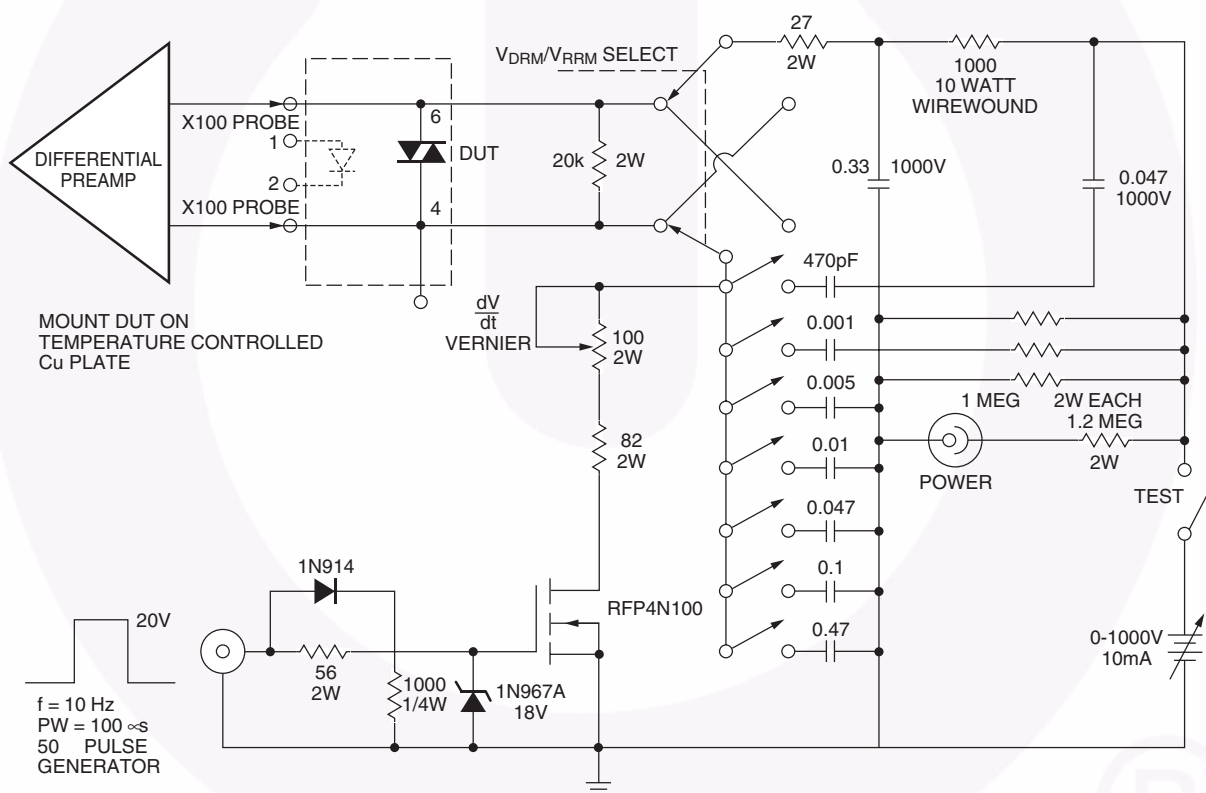 27
2W
VDRM/VRRM SELECT
1000
10 WATT
WIREWOUND
X100 PROBE
6
1
DIFFERENTIAL
PREAMP
DUT
20k
2W
0.33
1000V
0.047
1000V
2
X100 PROBE
4
470pF
MOUNT DUT ON
TEMPERATURE CONTROLLED
Cu PLATE
dV
dt
VERNIER
100
2W
0.001
0.005
1 MEG
2W EACH
1.2 MEG
2W
82
2W
0.01
POWER
TEST
0.047
1N914
RFP4N100
0.1
20V
0.47
0-1000V
10mA
56
2W
1000
1/4W
1N967A
18V
f = 10 Hz
PW = 100 ∝s
50 PULSE
GENERATOR
R